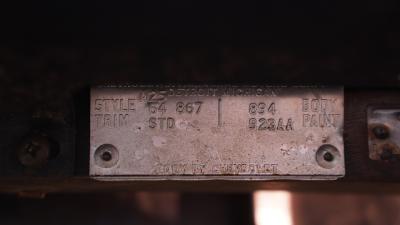 DETROIT MICHIGAN
STYLE 64 867 894 BODY
TRIM STD 923AA PAINT
BODY BY CHEVROLET